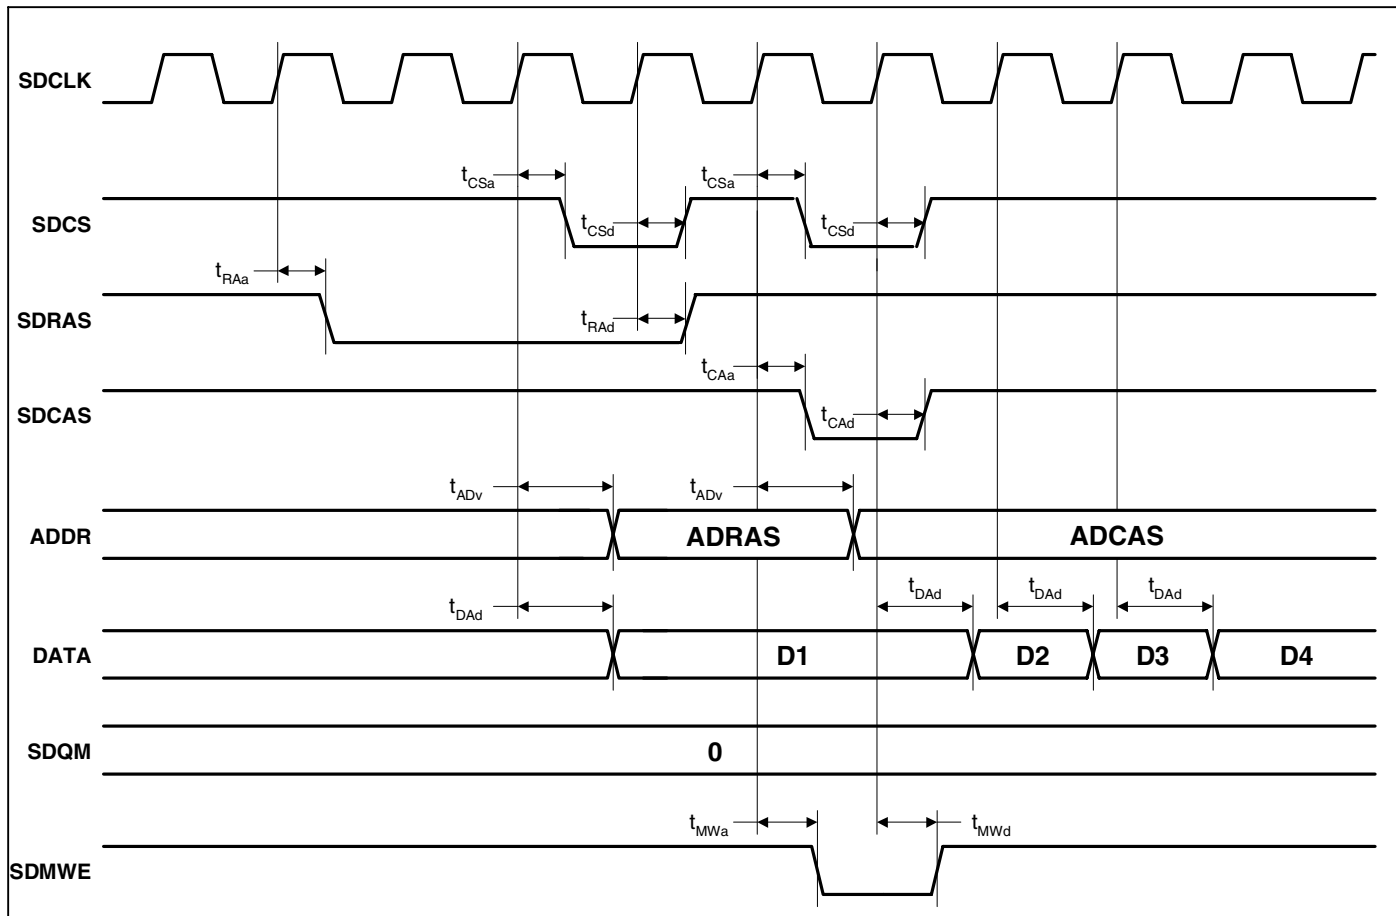 SDCLK
tCSa tCSa
SDCS tCSd tCSd
tRAa
SDRAS tRAd
tCAa
SDCAS tCAd
tADv tADv
ADDR ADRAS ADCAS
tDAd tDAd tDAd tDAd
DATA D1 D2 D3 D4
SDQM 0
tMWa tMWd
SDMWE